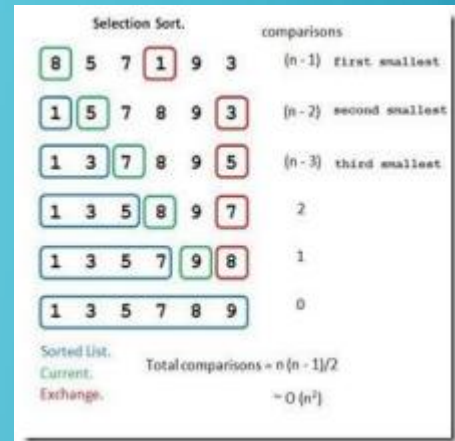 Selection Sort.
comparisons
8 5 7 1 9 3 (n - 1) first smallest
1 5 7 8 9 3 (n - 2) second smallest
1 3 7 8 9 5 (n - 3) third smallest
1 3 5 8 9 7 2
1 3 5 7 9 8 1
1 3 5 7 8 9 0
Sorted List.
Current.
Exchange.
Total comparisons = n (n - 1)/2
~ O (n²)